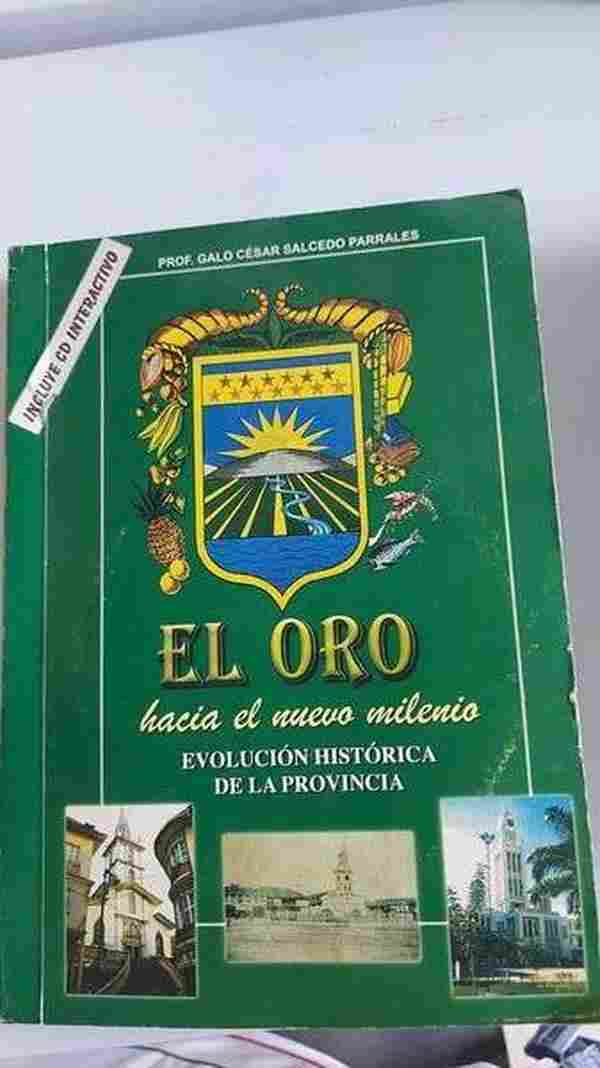 PROF. GALO CÉSAR SALCEDO PARRALES
INCLUYE CD INTERACTIVO
EL ORO
hacia el nuevo milenio
EVOLUCIÓN HISTÓRICA
DE LA PROVINCIA